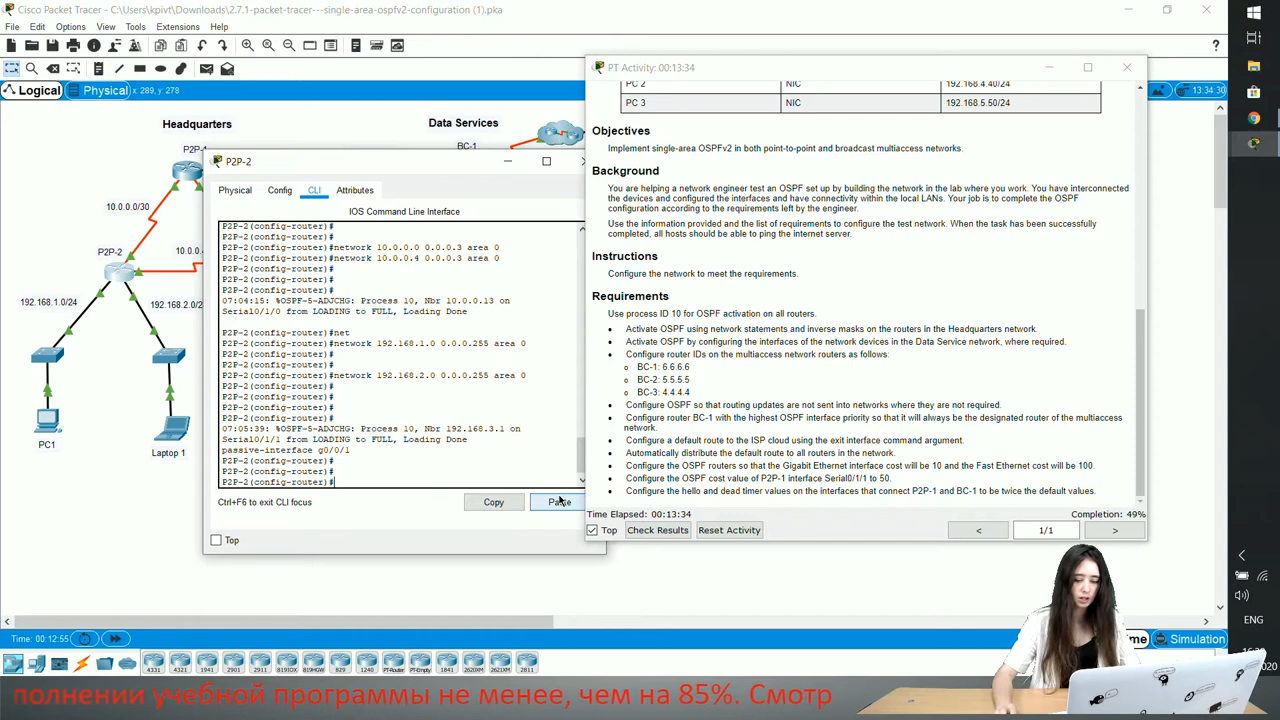 Cisco Packet Tracer - C:\Users\kpivt\Downloads\2.7.1-packet-tracer---single-area-ospfv2-configuration (1).pka
File Edit Options View Tools Extensions Help
Logical Physical x: 289, y: 278
13:34:30
Headquarters
Data Services
BC-1
P2P-1
10.0.0.0/30
P2P-2
10.0.0.
192.168.1.0/24
192.168.2.0/2
PC1
Laptop 1
P2P-2
Physical Config CLI Attributes
IOS Command Line Interface
P2P-2(config-router)#
P2P-2(config-router)#
P2P-2(config-router)#network 10.0.0.0 0.0.0.3 area 0
P2P-2(config-router)#network 10.0.0.4 0.0.0.3 area 0
P2P-2(config-router)#
P2P-2(config-router)#
P2P-2(config-router)#
07:04:15: %OSPF-5-ADJCHG: Process 10, Nbr 10.0.0.13 on
Serial0/1/0 from LOADING to FULL, Loading Done
P2P-2(config-router)#net
P2P-2(config-router)#network 192.168.1.0 0.0.0.255 area 0
P2P-2(config-router)#
P2P-2(config-router)#
P2P-2(config-router)#network 192.168.2.0 0.0.0.255 area 0
P2P-2(config-router)#
P2P-2(config-router)#
P2P-2(config-router)#
P2P-2(config-router)#
07:05:39: %OSPF-5-ADJCHG: Process 10, Nbr 192.168.3.1 on
Serial0/1/1 from LOADING to FULL, Loading Done
passive-interface g0/0/1
P2P-2(config-router)#
P2P-2(config-router)#
P2P-2(config-router)#
Ctrl+F6 to exit CLI focus
Copy Paste
Top
PT Activity: 00:13:34
PC 2 NIC 192.168.4.40/24
PC 3 NIC 192.168.5.50/24
Objectives
Implement single-area OSPFv2 in both point-to-point and broadcast multiaccess networks.
Background
You are helping a network engineer test an OSPF set up by building the network in the lab where you work. You have interconnected
the devices and configured the interfaces and have connectivity within the local LANs. Your job is to complete the OSPF
configuration according to the requirements left by the engineer.
Use the information provided and the list of requirements to configure the test network. When the task has been successfully
completed, all hosts should be able to ping the internet server.
Instructions
Configure the network to meet the requirements.
Requirements
Use process ID 10 for OSPF activation on all routers.
• Activate OSPF using network statements and inverse masks on the routers in the Headquarters network.
• Activate OSPF by configuring the interfaces of the network devices in the Data Service network, where required.
• Configure router IDs on the multiaccess network routers as follows:
o BC-1: 6.6.6.6
o BC-2: 5.5.5.5
o BC-3: 4.4.4.4
• Configure OSPF so that routing updates are not sent into networks where they are not required.
• Configure router BC-1 with the highest OSPF interface priority so that it will always be the designated router of the multiaccess
network.
• Configure a default route to the ISP cloud using the exit interface command argument.
• Automatically distribute the default route to all routers in the network.
• Configure the OSPF routers so that the Gigabit Ethernet interface cost will be 10 and the Fast Ethernet cost will be 100.
• Configure the OSPF cost value of P2P-1 interface Serial0/1/1 to 50.
• Configure the hello and dead timer values on the interfaces that connect P2P-1 and BC-1 to be twice the default values.
Time Elapsed: 00:13:34 Completion: 49%
Top Check Results Reset Activity < 1/1 >
Time: 00:12:55
Simulation
4331 4321 1941 2901 2911 819IOX 819HGW 829 1240 PT-Router PT-Empty 1841 2620XM 2621XM 2811
ENG
полнении учебной программы не менее, чем на 85%. Смотр